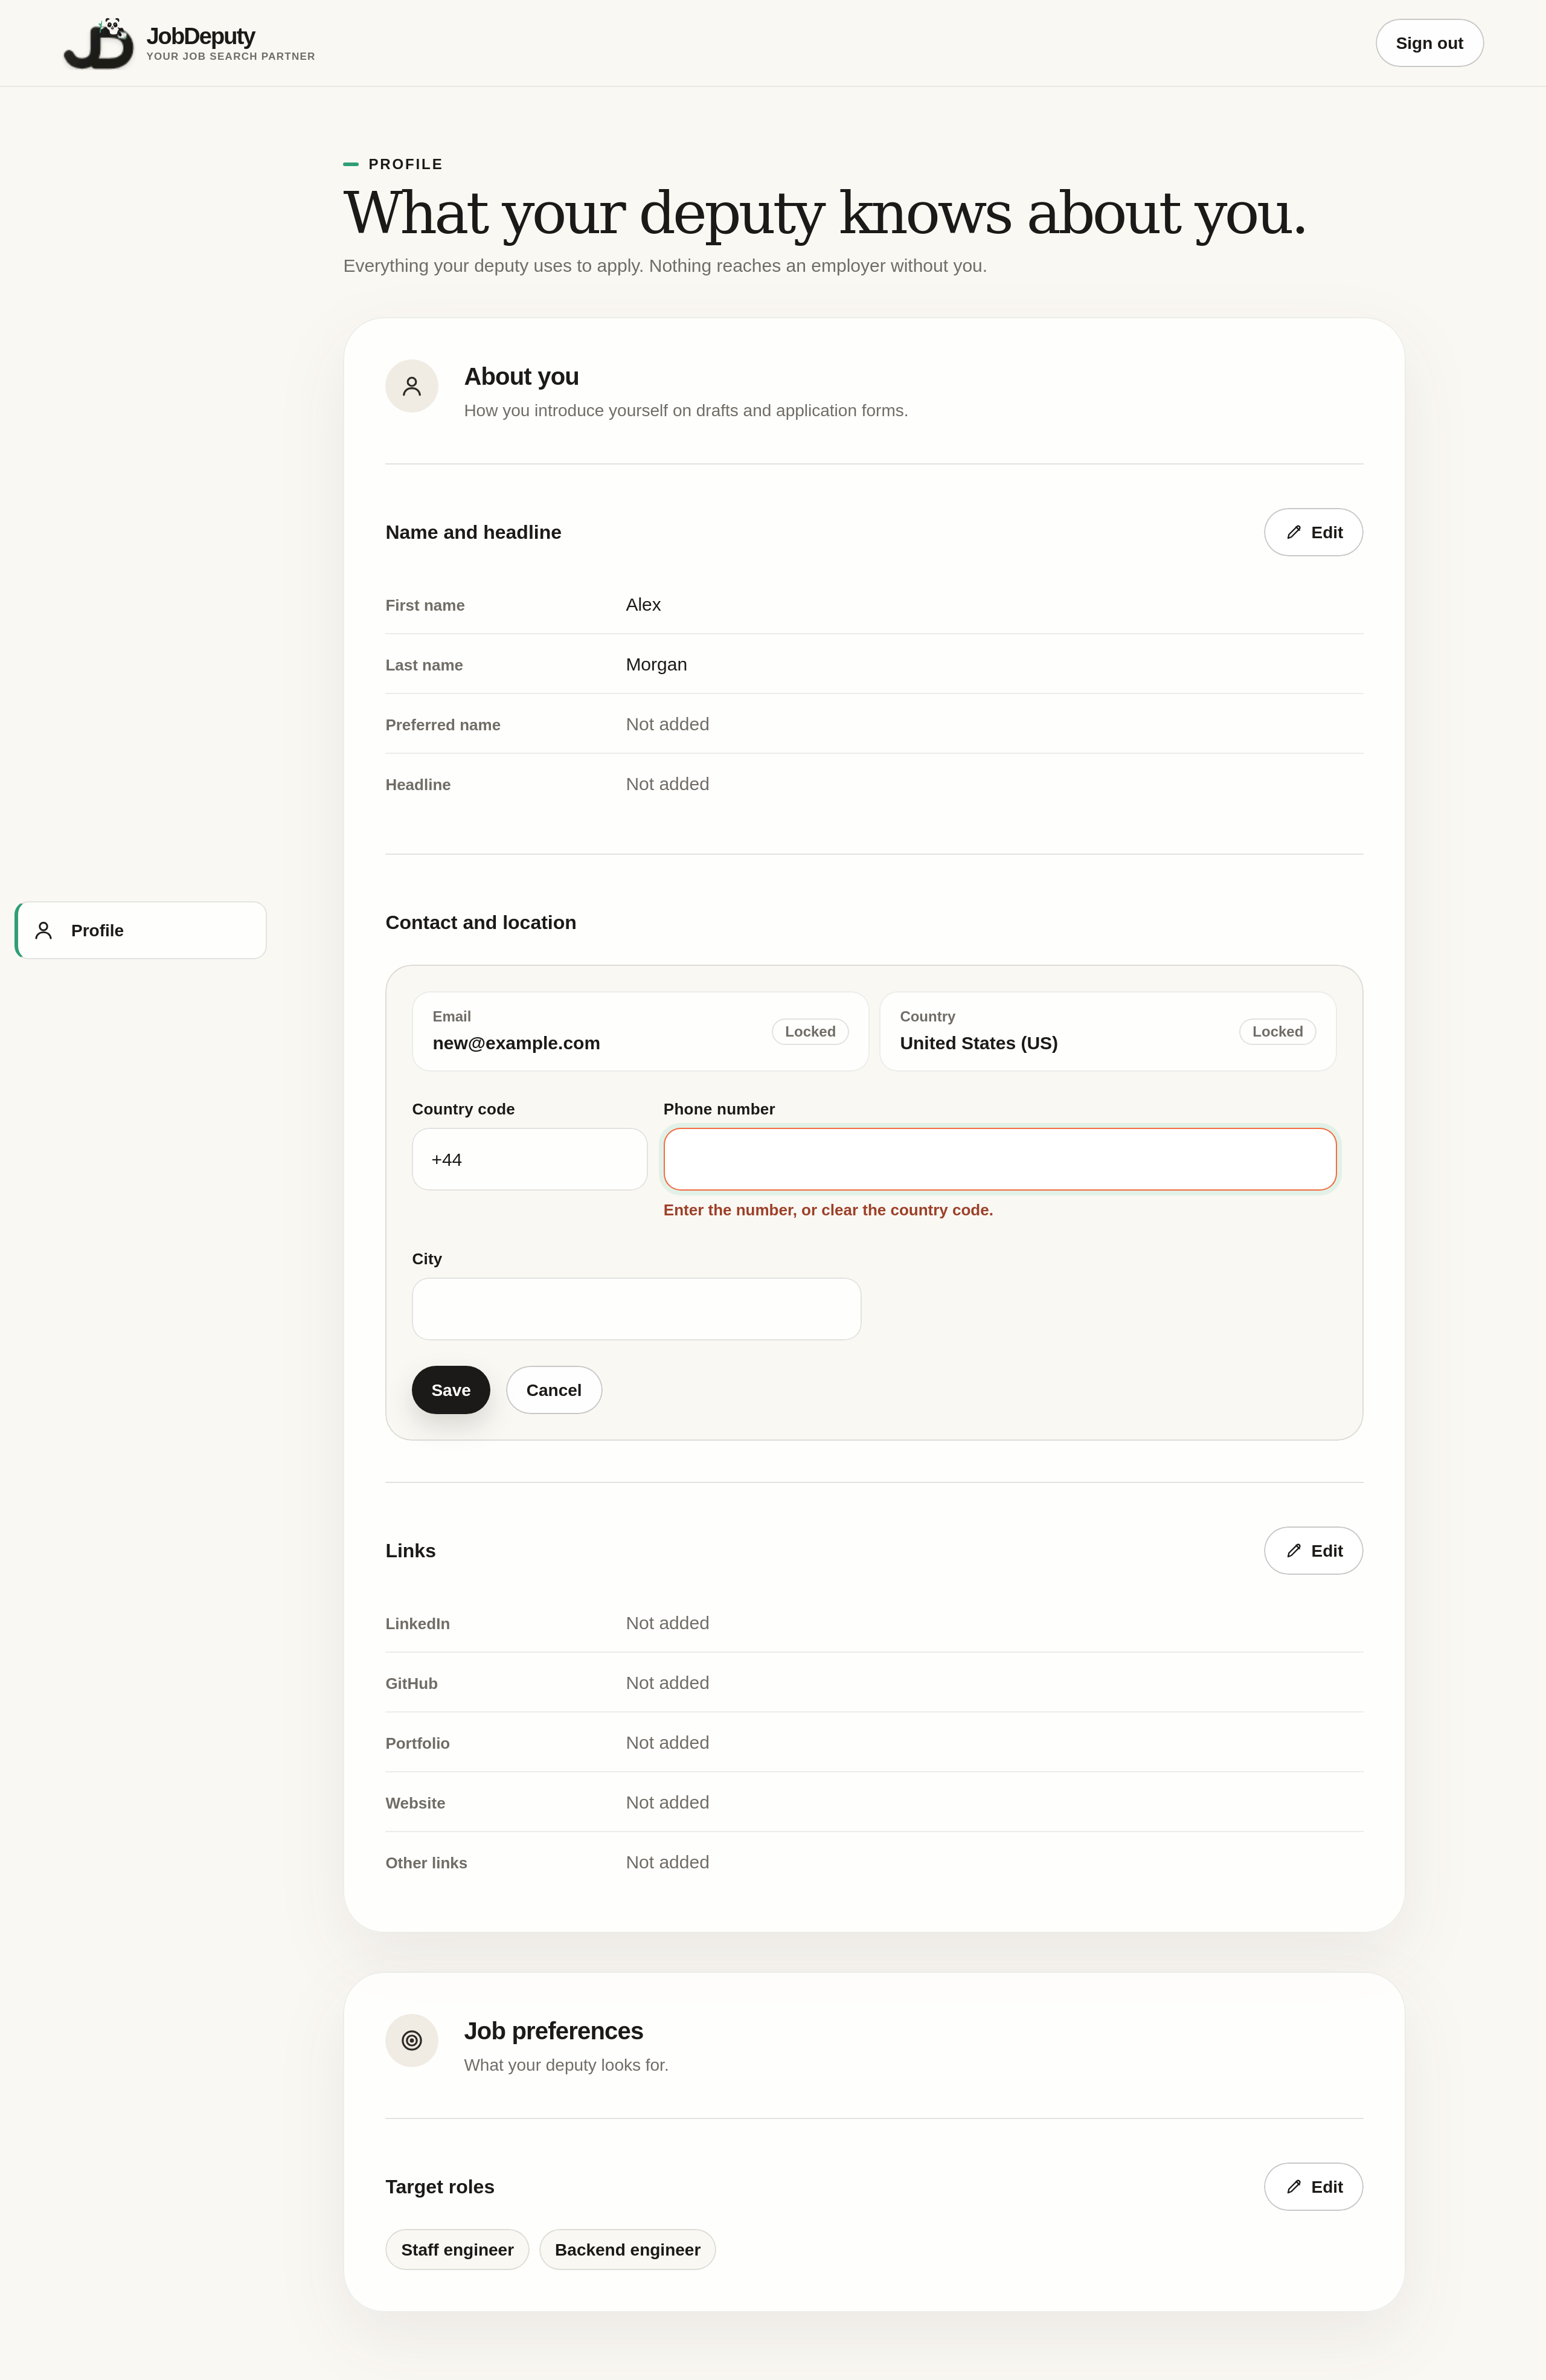 JobDeputy
YOUR JOB SEARCH PARTNER
Sign out
PROFILE
What your deputy knows about you.
Everything your deputy uses to apply. Nothing reaches an employer without you.
About you
How you introduce yourself on drafts and application forms.
Name and headline
Edit
First name
Alex
Last name
Morgan
Preferred name
Not added
Headline
Not added
Profile
Contact and location
Email
new@example.com
Locked
Country
United States (US)
Locked
Country code
Phone number
+44
Enter the number, or clear the country code.
City
Save
Cancel
Links
Edit
LinkedIn
Not added
GitHub
Not added
Portfolio
Not added
Website
Not added
Other links
Not added
Job preferences
What your deputy looks for.
Target roles
Edit
Staff engineer
Backend engineer